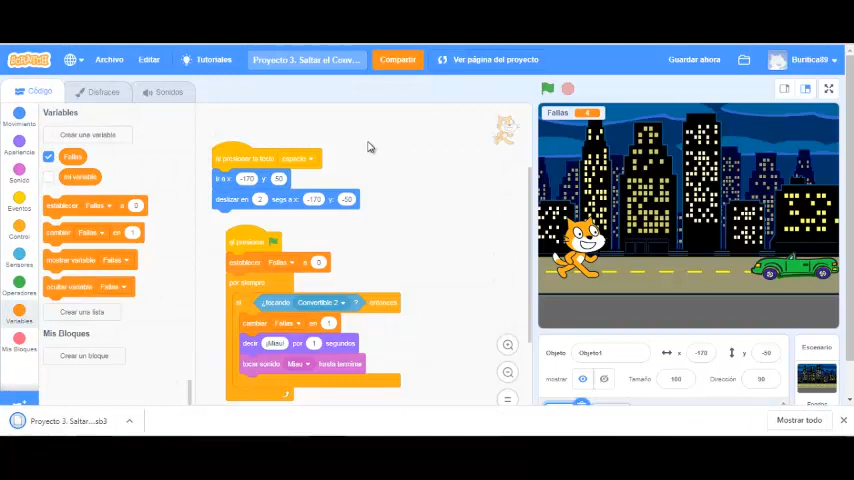 SCRATCH Archivo Editar Tutoriales Proyecto 3. Saltar el Conv... Compartir Ver página del proyecto Guardar ahora Buritica89
Código Disfraces Sonidos
Variables
Crear una variable
Fallas
mi variable
establecer Fallas a 0
cambiar Fallas en 1
mostrar variable Fallas
ocultar variable Fallas
Crear una lista
Mis Bloques
Crear un bloque
Movimiento
Apariencia
Sonido
Eventos
Control
Sensores
Operadores
Variables
Mis Bloques
al presionar la tecla espacio
ir a x: -170 y: 50
deslizar en 2 segs a x: -170 y: -50
al presionar
establecer Fallas a 0
por siempre
si ¿tocando Convertible 2 ? entonces
cambiar Fallas en 1
decir ¡Miau! por 1 segundos
tocar sonido Miau hasta terminar
Fallas 4
Objeto Objeto1 x -170 y -50
mostrar Tamaño 100 Dirección 90
Escenario
Fondos
Proyecto 3. Saltar....sb3
Mostrar todo